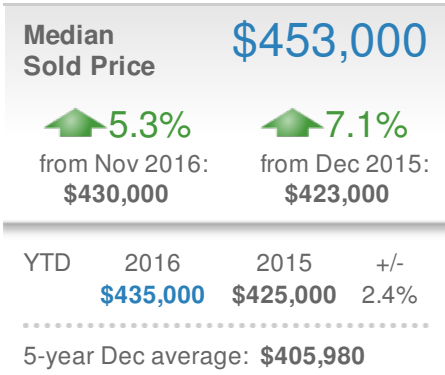 Median
Sold Price
$453,000
5.3%
from Nov 2016:
$430,000
7.1%
from Dec 2015:
$423,000
YTD 2016 2015 +/-
$435,000 $425,000 2.4%
5-year Dec average: $405,980